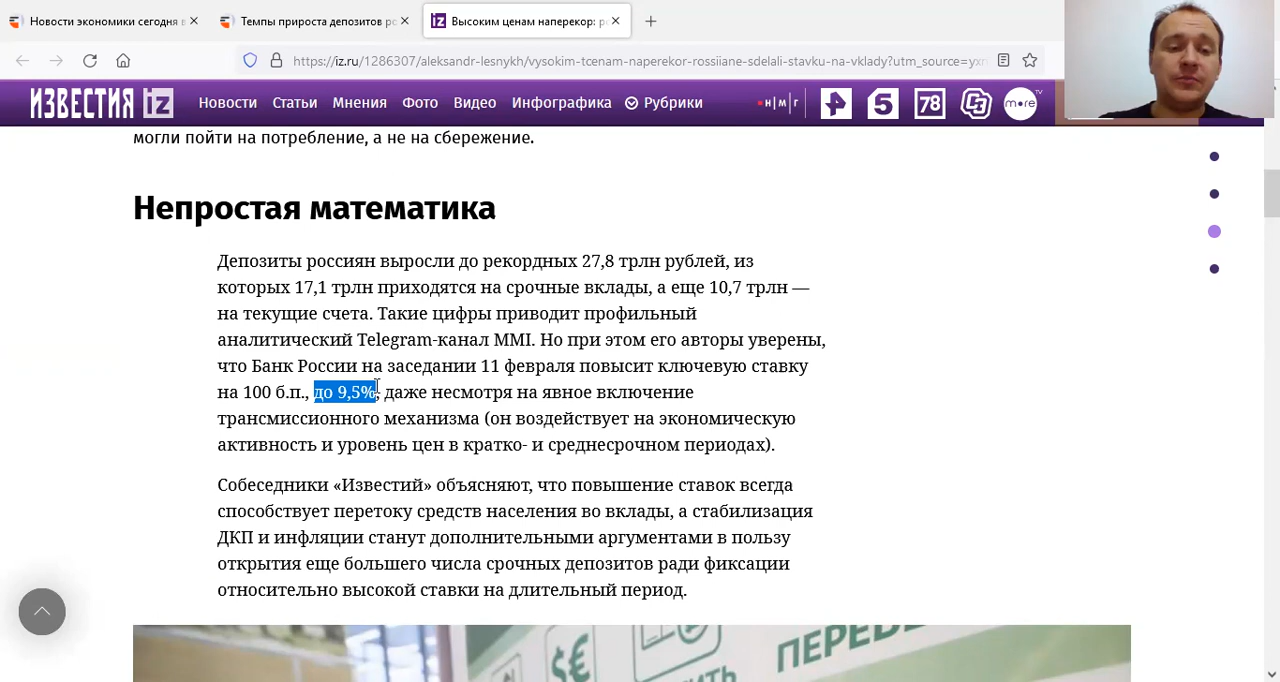 Новости экономики сегодня в
Темпы прироста депозитов ро
iz
Высоким ценам наперекор: ро
https://iz.ru/1286307/aleksandr-lesnykh/vysokim-tcenam-naperekor-rossiiane-sdelali-stavku-na-vklady?utm_source=yxn
ИЗВЕСТИЯ iz
Новости Статьи Мнения Фото Видео Инфографика Рубрики
н|м|г
5
78
more TV
могли пойти на потребление, а не на сбережение.
Непростая математика
Депозиты россиян выросли до рекордных 27,8 трлн рублей, из
которых 17,1 трлн приходятся на срочные вклады, а еще 10,7 трлн —
на текущие счета. Такие цифры приводит профильный
аналитический Telegram-канал MMI. Но при этом его авторы уверены,
что Банк России на заседании 11 февраля повысит ключевую ставку
на 100 б.п., до 9,5%, даже несмотря на явное включение
трансмиссионного механизма (он воздействует на экономическую
активность и уровень цен в кратко- и среднесрочном периодах).
Собеседники «Известий» объясняют, что повышение ставок всегда
способствует перетоку средств населения во вклады, а стабилизация
ДКП и инфляции станут дополнительными аргументами в пользу
открытия еще большего числа срочных депозитов ради фиксации
относительно высокой ставки на длительный период.